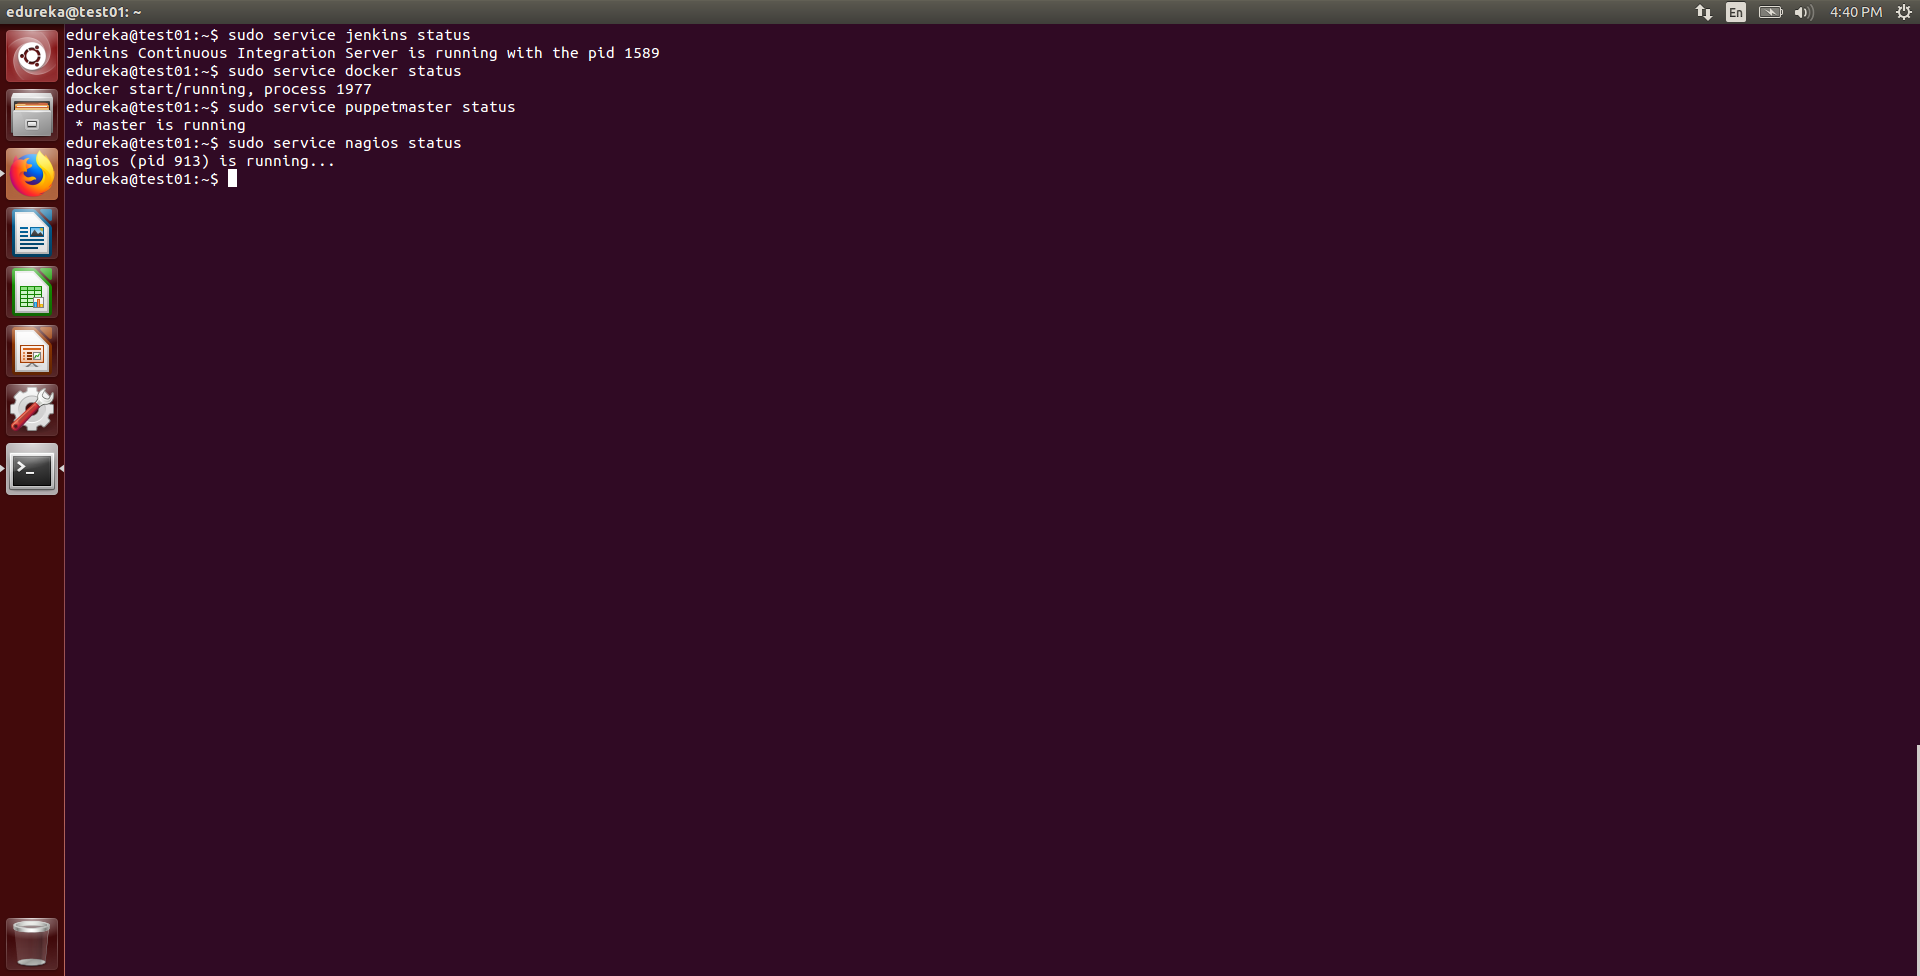 edureka@test01: ~
En
4:40 PM
edureka@test01:~$ sudo service jenkins status
Jenkins Continuous Integration Server is running with the pid 1589
edureka@test01:~$ sudo service docker status
docker start/running, process 1977
edureka@test01:~$ sudo service puppetmaster status
 * master is running
edureka@test01:~$ sudo service nagios status
nagios (pid 913) is running...
edureka@test01:~$